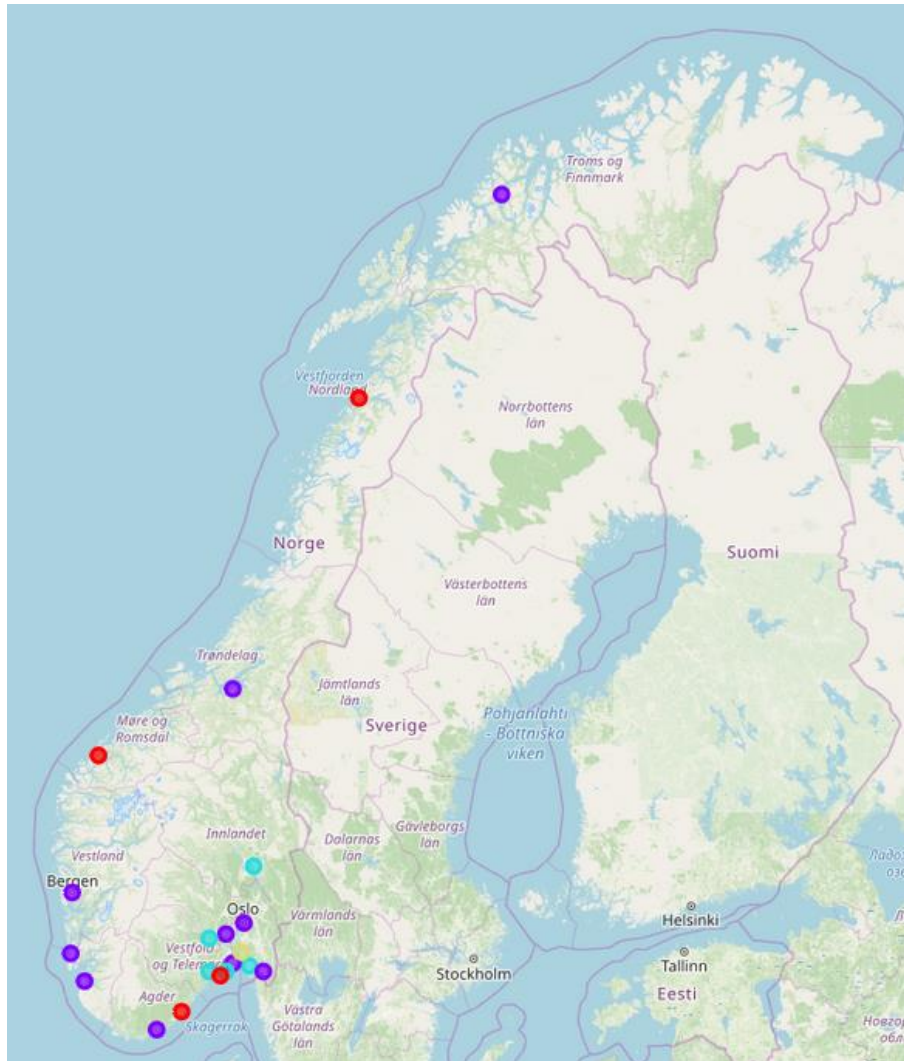 Troms og
Finnmark
Vestfjorden
Nordland
Norrbottens
län
Norge
Suomi
Västerbottens
län
Trøndelag
Jämtlands
län
Pohjanlahti
- Bottniska
viken
Møre og
Romsdal
Sverige
Gävleborgs
län
Innlandet
Dalarnas
län
Vestland
Bergen
Oslo
Värmlands
län
Helsinki
Vestfold
og Telemark
Stockholm
Tallinn
Eesti
Agder
Skagerrak
Västra
Götalands
län